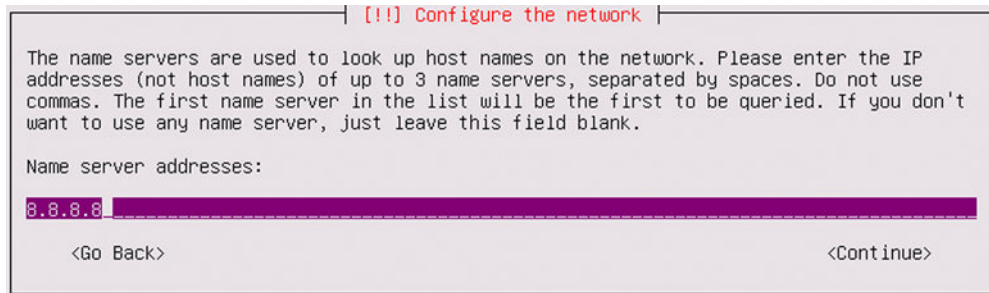 [!!] Configure the network
The name servers are used to look up host names on the network. Please enter the IP
addresses (not host names) of up to 3 name servers, separated by spaces. Do not use
commas. The first name server in the list will be the first to be queried. If you don't
want to use any name server, just leave this field blank.
Name server addresses:
8.8.8.8
<Go Back> <Continue>